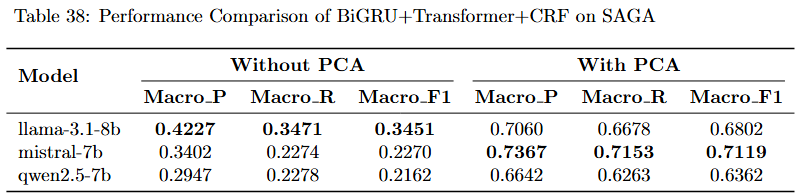 Table 38: Performance Comparison of BiGRU+Transformer+CRF on SAGA
Model Without PCA With PCA
Macro_P Macro_R Macro_F1 Macro_P Macro_R Macro_F1
llama-3.1-8b 0.4227 0.3471 0.3451 0.7060 0.6678 0.6802
mistral-7b 0.3402 0.2274 0.2270 0.7367 0.7153 0.7119
qwen2.5-7b 0.2947 0.2278 0.2162 0.6642 0.6263 0.6362